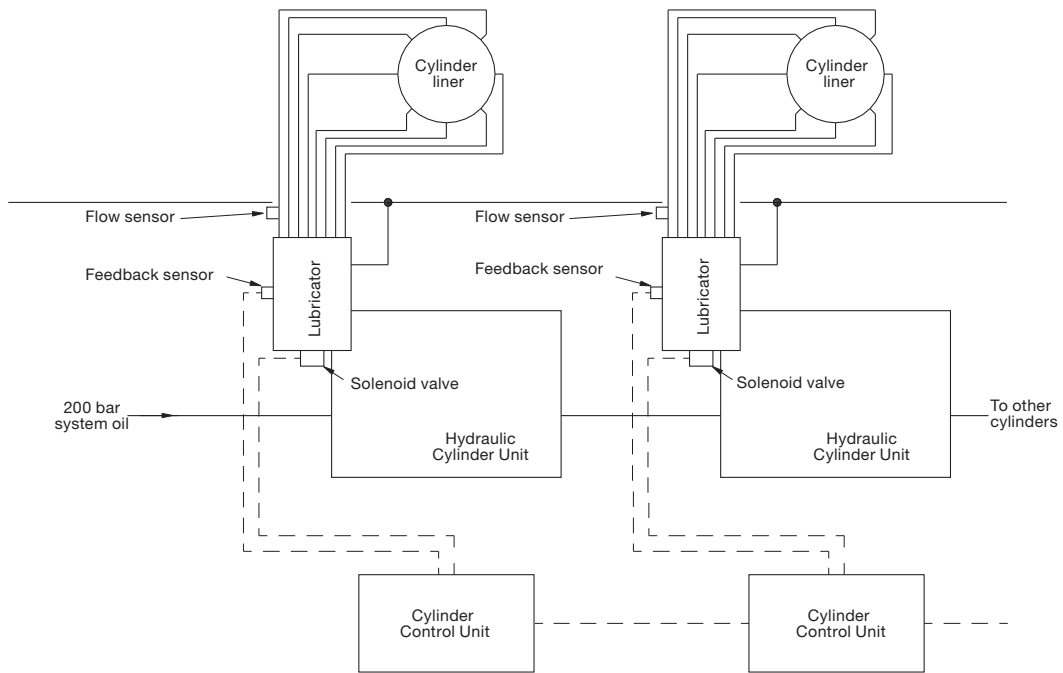 Cylinder
liner
Cylinder
liner
Flow sensor
Flow sensor
Feedback sensor
Feedback sensor
Lubricator
Lubricator
Solenoid valve
Solenoid valve
200 bar
system oil
To other
cylinders
Hydraulic
Cylinder Unit
Hydraulic
Cylinder Unit
Cylinder
Control Unit
Cylinder
Control Unit